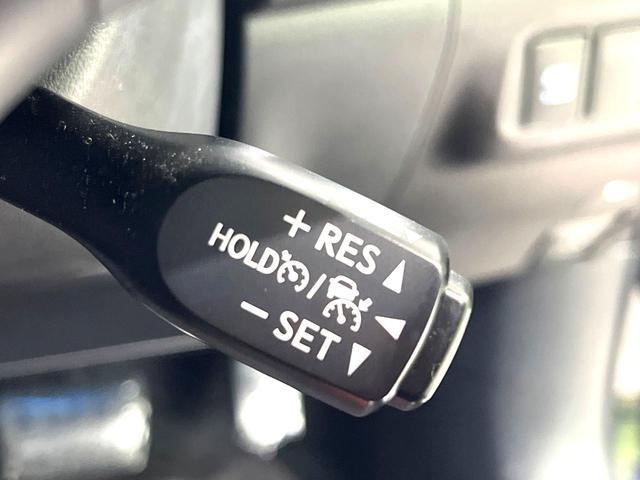 + RES ▲
HOLD / ◀
− SET ▼